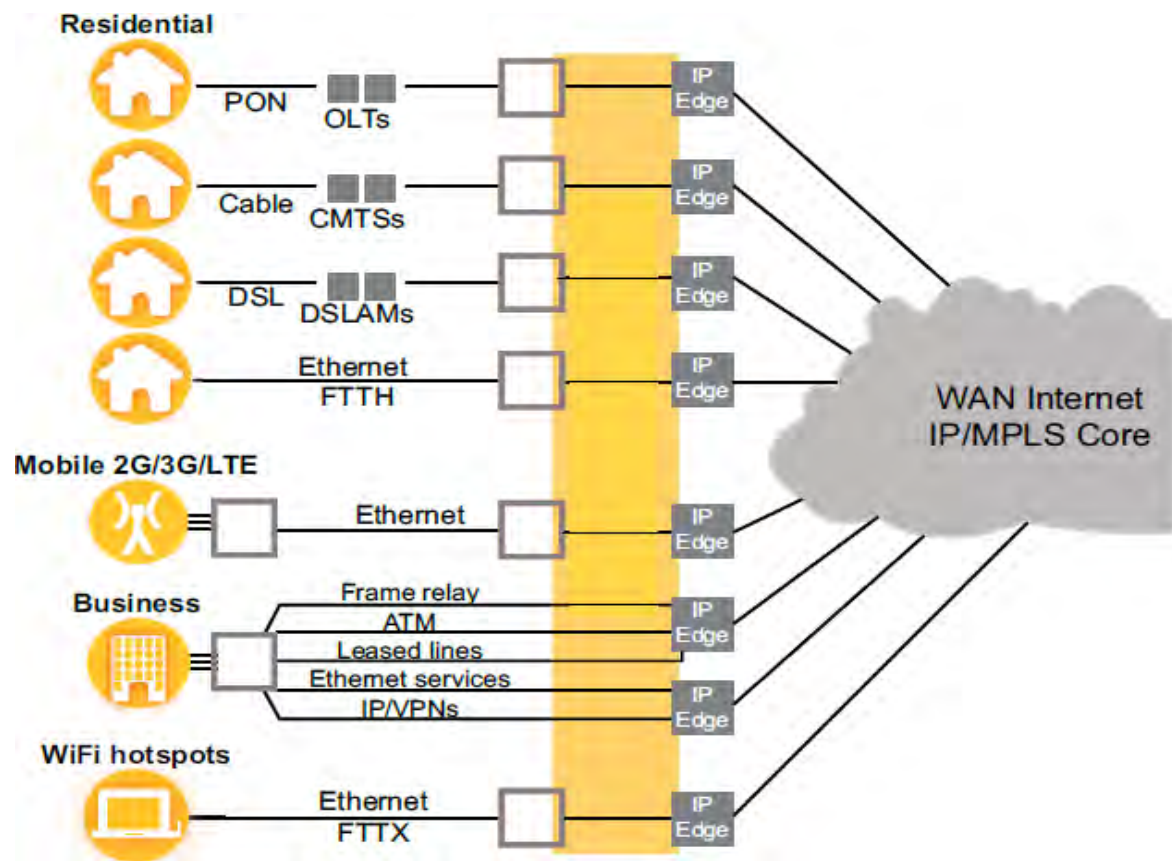 Residential
PON
OLTs
IP
Edge
Cable
CMTSs
IP
Edge
DSL
DSLAMs
IP
Edge
Ethernet
FTTH
IP
Edge
WAN Internet
IP/MPLS Core
Mobile 2G/3G/LTE
Ethernet
IP
Edge
Business
Frame relay
ATM
Leased lines
IP
Edge
Ethernet services
IP/VPNs
IP
Edge
WiFi hotspots
Ethernet
FTTX
IP
Edge